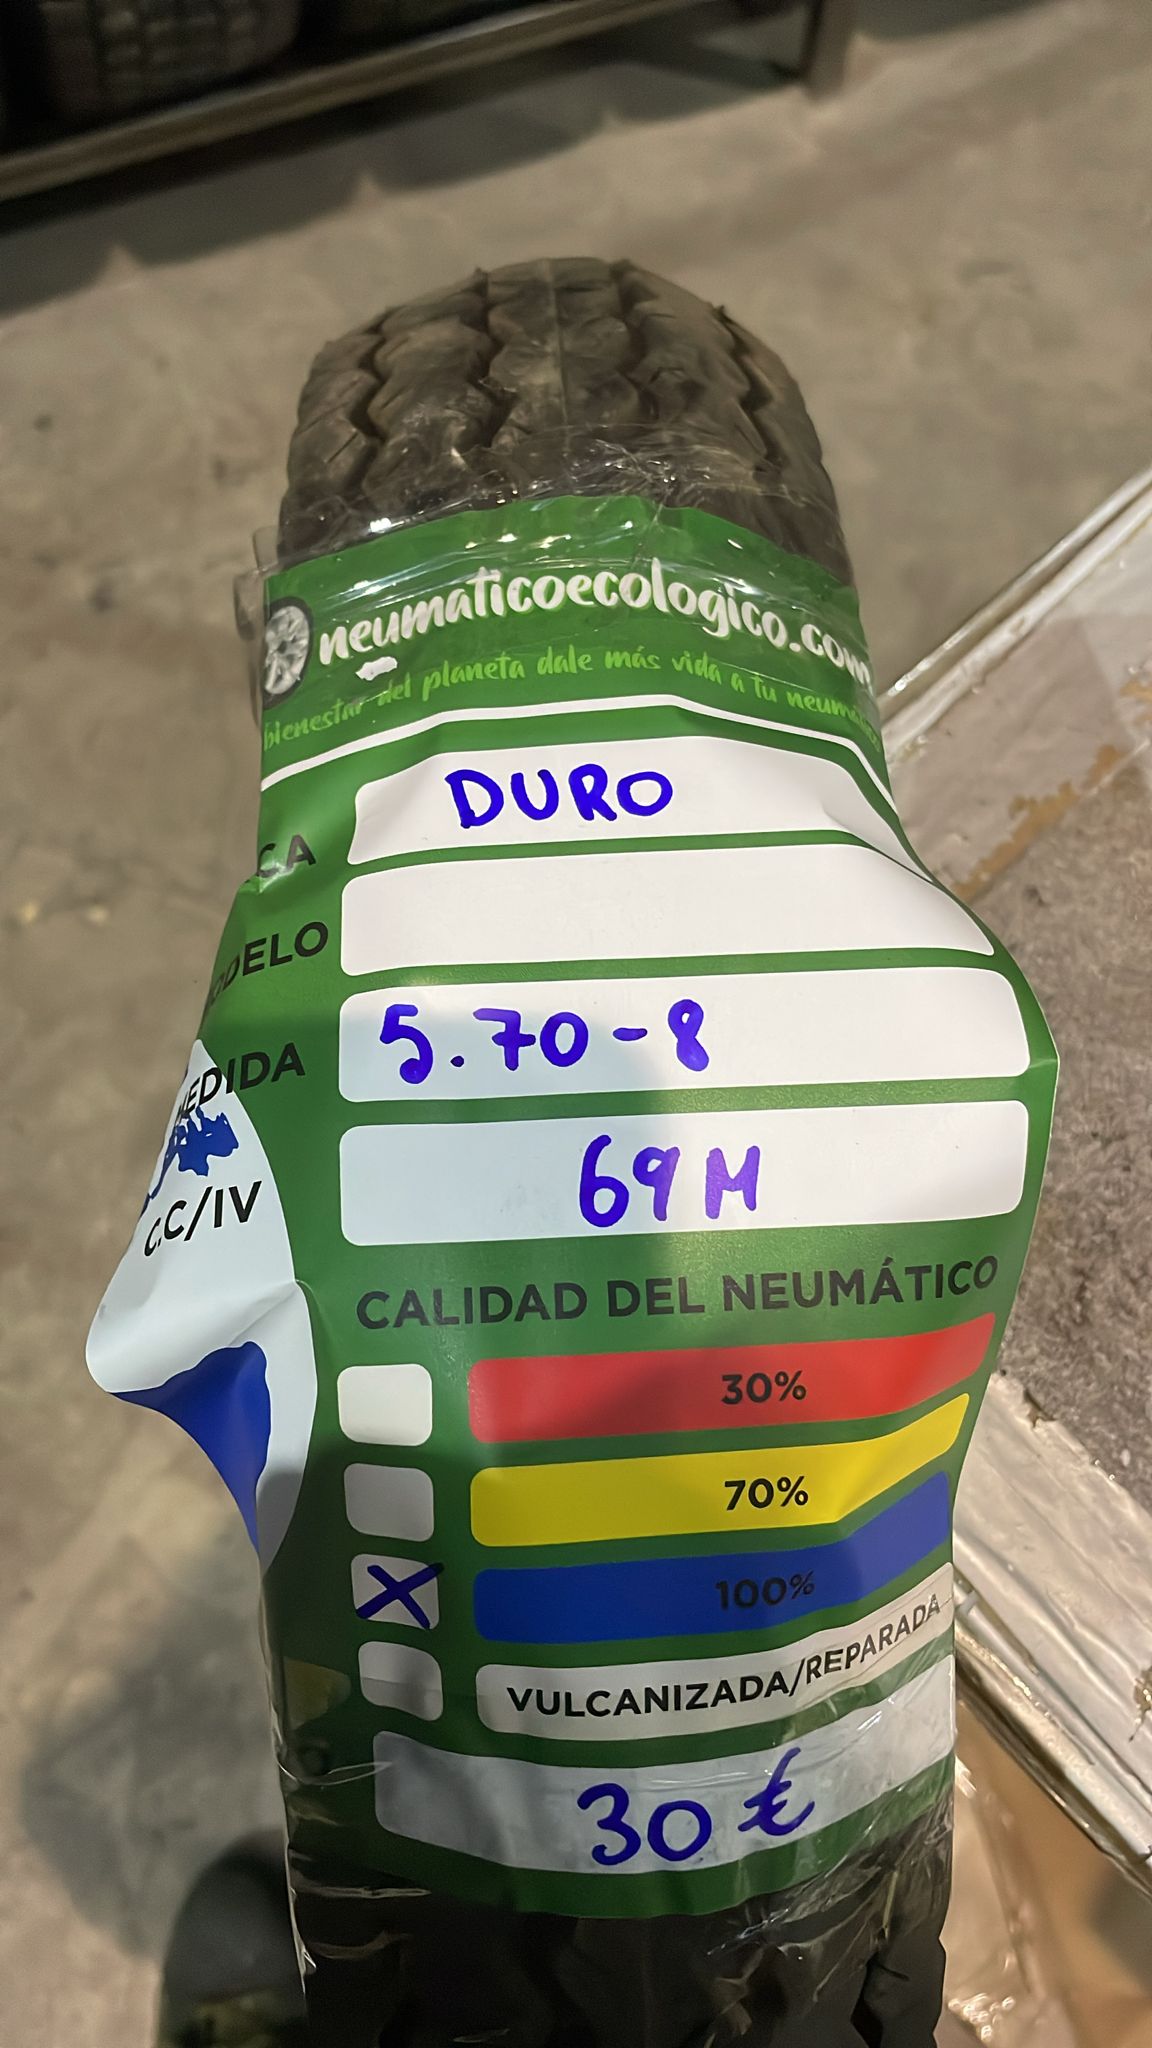 neumaticoecologico.com
bienestar del planeta dale más vida a tu neumático
CA DURO
ODELO
MEDIDA 5.70-8
C.C/IV 69M
CALIDAD DEL NEUMÁTICO
30%
70%
X 100%
VULCANIZADA/REPARADA
30 €